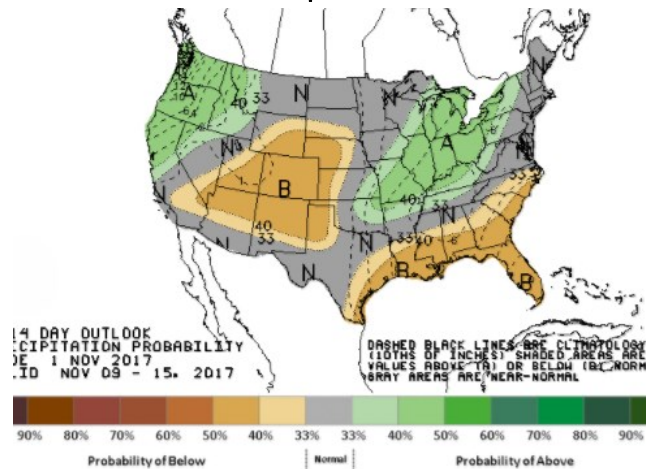 A
N
N
N
40 33
N
A
B
40
33
N
40
33
N
33
N
N
33 40
N
B
B
14 DAY OUTLOOK
CIPITATION PROBABILITY
DE 1 NOV 2017
LID NOV 09 - 15. 2017
DASHED BLACK LINES ARE CLIMATOLOGY
(10THS OF INCHES) SHADED AREAS ARE
VALUES ABOVE (A) OR BELOW (B) NORM
GRAY AREAS ARE NEAR-NORMAL
90% 80% 70% 60% 50% 40% 33% 33% 40% 50% 60% 70% 80% 90%
Probability of Below Normal Probability of Above